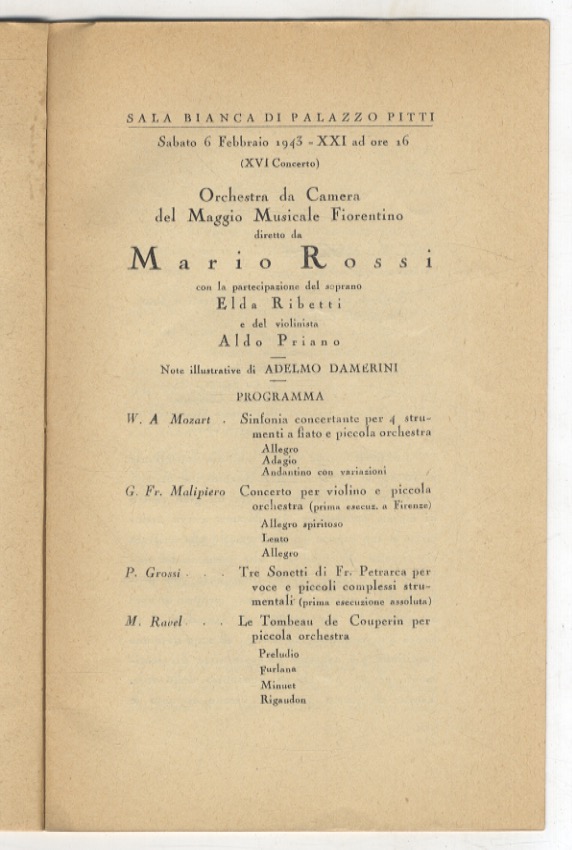 SALA BIANCA DI PALAZZO PITTI
Sabato 6 Febbraio 1943 - XXI ad ore 16
(XVI Concerto)
Orchestra da Camera
del Maggio Musicale Fiorentino
diretto da
Mario Rossi
con la partecipazione del soprano
Elda Ribetti
e del violinista
Aldo Priano
Note illustrative di ADELMO DAMERINI
PROGRAMMA
W. A Mozart . Sinfonia concertante per 4 stru-
menti a fiato e piccola orchestra
Allegro
Adagio
Andantino con variazioni
G. Fr. Malipiero Concerto per violino e piccola
orchestra (prima esecuz. a Firenze)
Allegro spiritoso
Lento
Allegro
P. Grossi . . . Tre Sonetti di Fr. Petrarca per
voce e piccoli complessi stru-
mentali (prima esecuzione assoluta)
M. Ravel . . . Le Tombeau de Couperin per
piccola orchestra
Preludio
Furlana
Minuet
Rigaudon